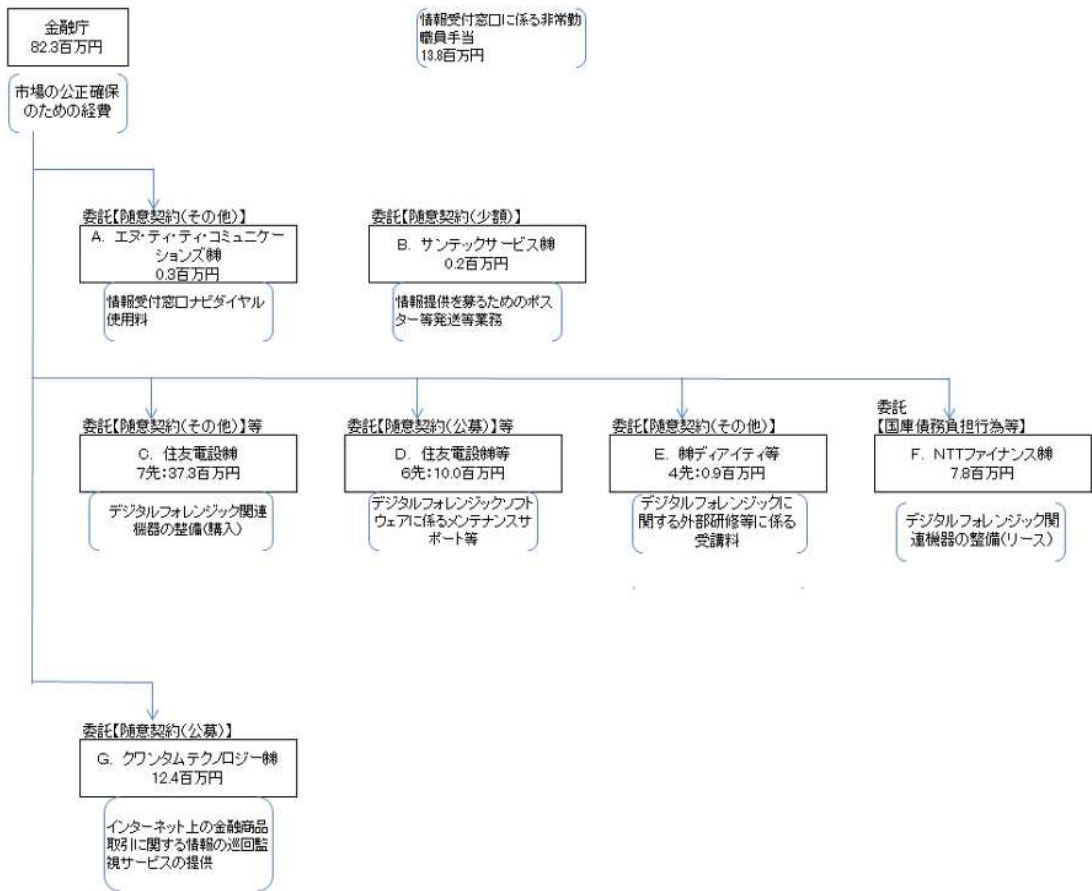 金融庁
82.3百万円
情報受付窓口に係る非常勤
職員手当
13.8百万円
市場の公正確保
のための経費
委託【随意契約(その他)】
A. エヌ・ティ・ティ・コミュニケー
ションズ㈱
0.3百万円
情報受付窓口ナビダイヤル
使用料
委託【随意契約(少額)】
B. サンテックサービス㈱
0.2百万円
情報提供を募るためのポス
ター等発送等業務
委託【随意契約(その他)】等
C. 住友電設㈱
7先:37.3百万円
デジタルフォレンジック関連
機器の整備(購入)
委託【随意契約(公募)】等
D. 住友電設㈱等
6先:10.0百万円
デジタルフォレンジックソフト
ウェアに係るメンテナンスサ
ポート等
委託【随意契約(その他)】
E. ㈱ディアイティ等
4先:0.9百万円
デジタルフォレンジックに
関する外部研修等に係る
受講料
委託
【国庫債務負担行為等】
F. NTTファイナンス㈱
7.8百万円
デジタルフォレンジック関
連機器の整備(リース)
委託【随意契約(公募)】
G. クワンタムテクノロジー㈱
12.4百万円
インターネット上の金融商品
取引に関する情報の巡回監
視サービスの提供